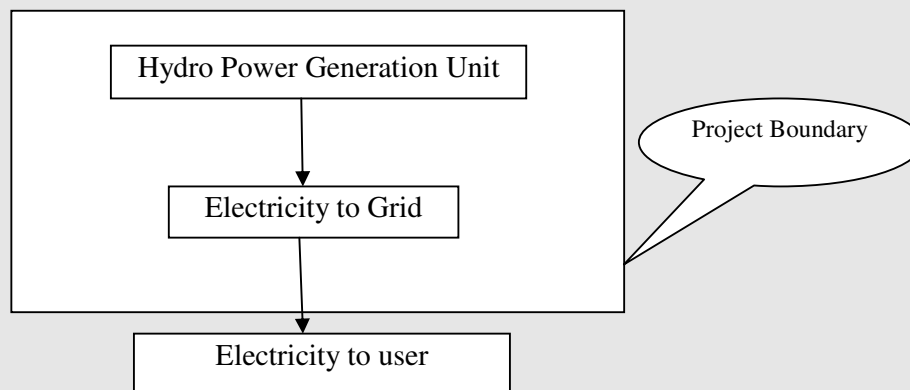 Hydro Power Generation Unit
Project Boundary
Electricity to Grid
Electricity to user